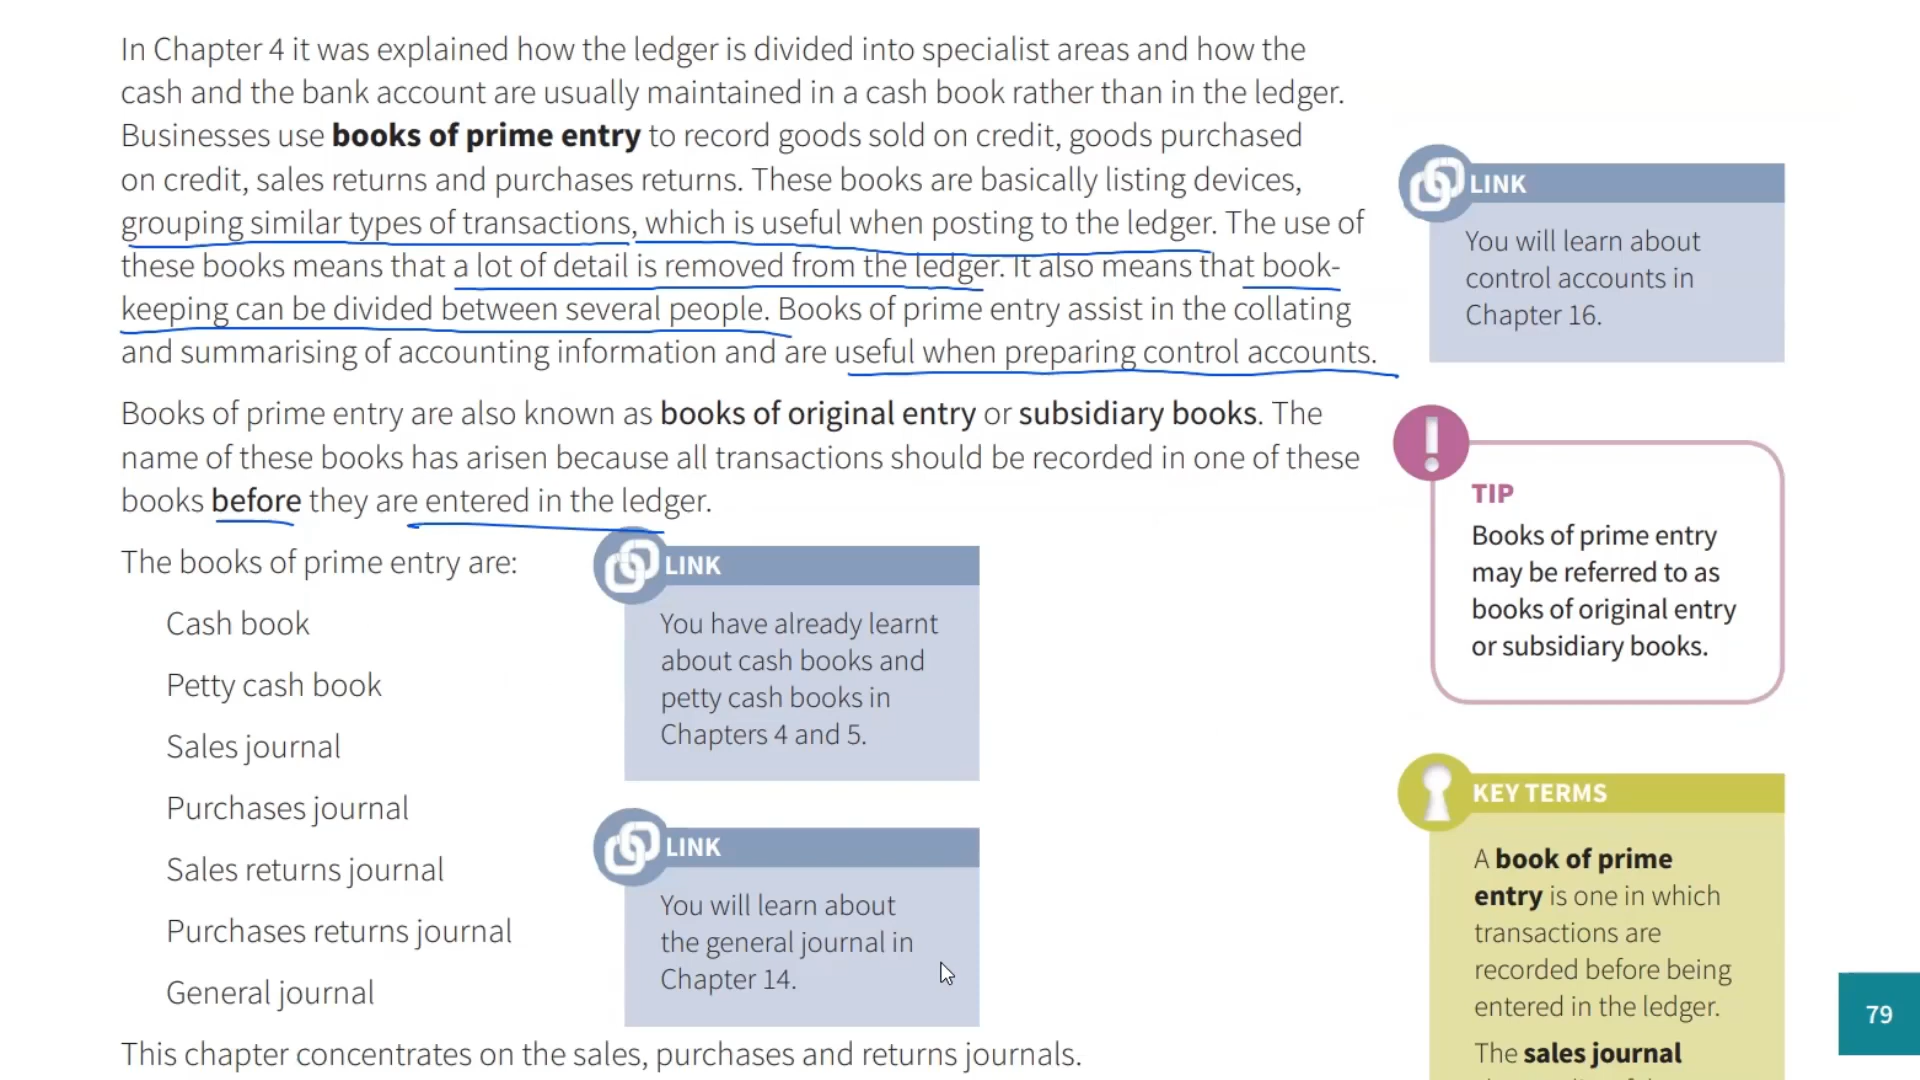 In Chapter 4 it was explained how the ledger is divided into specialist areas and how the
cash and the bank account are usually maintained in a cash book rather than in the ledger.
Businesses use books of prime entry to record goods sold on credit, goods purchased
on credit, sales returns and purchases returns. These books are basically listing devices,
grouping similar types of transactions, which is useful when posting to the ledger. The use of
these books means that a lot of detail is removed from the ledger. It also means that book-
keeping can be divided between several people. Books of prime entry assist in the collating
and summarising of accounting information and are useful when preparing control accounts.
Books of prime entry are also known as books of original entry or subsidiary books. The
name of these books has arisen because all transactions should be recorded in one of these
books before they are entered in the ledger.
The books of prime entry are:
Cash book
Petty cash book
Sales journal
Purchases journal
Sales returns journal
Purchases returns journal
General journal
LINK
You have already learnt
about cash books and
petty cash books in
Chapters 4 and 5.
LINK
You will learn about
the general journal in
Chapter 14.
This chapter concentrates on the sales, purchases and returns journals.
LINK
You will learn about
control accounts in
Chapter 16.
TIP
Books of prime entry
may be referred to as
books of original entry
or subsidiary books.
KEY TERMS
A book of prime
entry is one in which
transactions are
recorded before being
entered in the ledger.
The sales journal
79